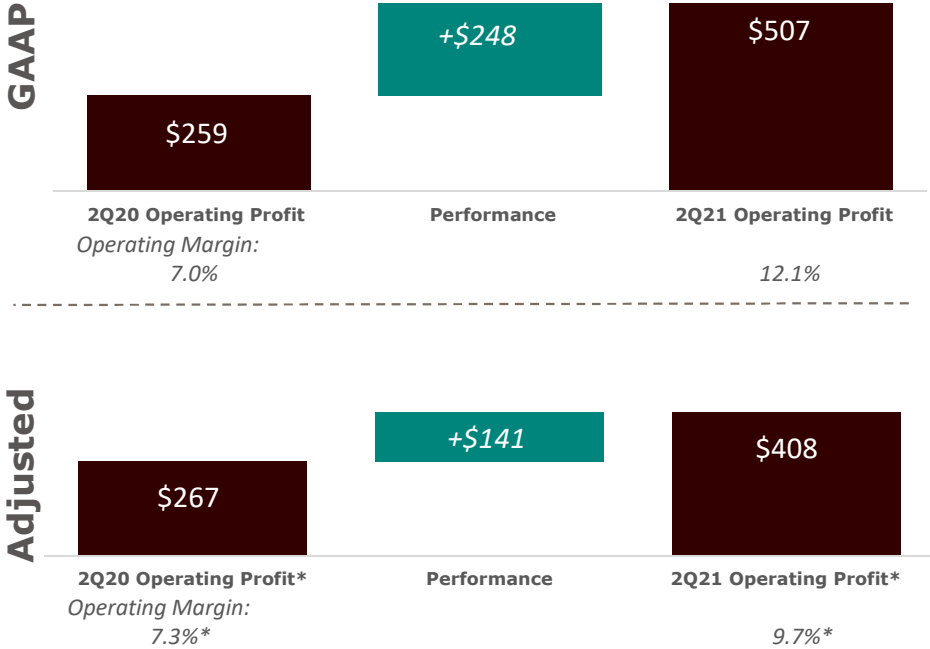 GAAP
$259
+$248
$507
2Q20 Operating Profit
Performance
2Q21 Operating Profit
Operating Margin:
7.0%
12.1%
Adjusted
$267
+$141
$408
2Q20 Operating Profit*
Performance
2Q21 Operating Profit*
Operating Margin:
7.3%*
9.7%*